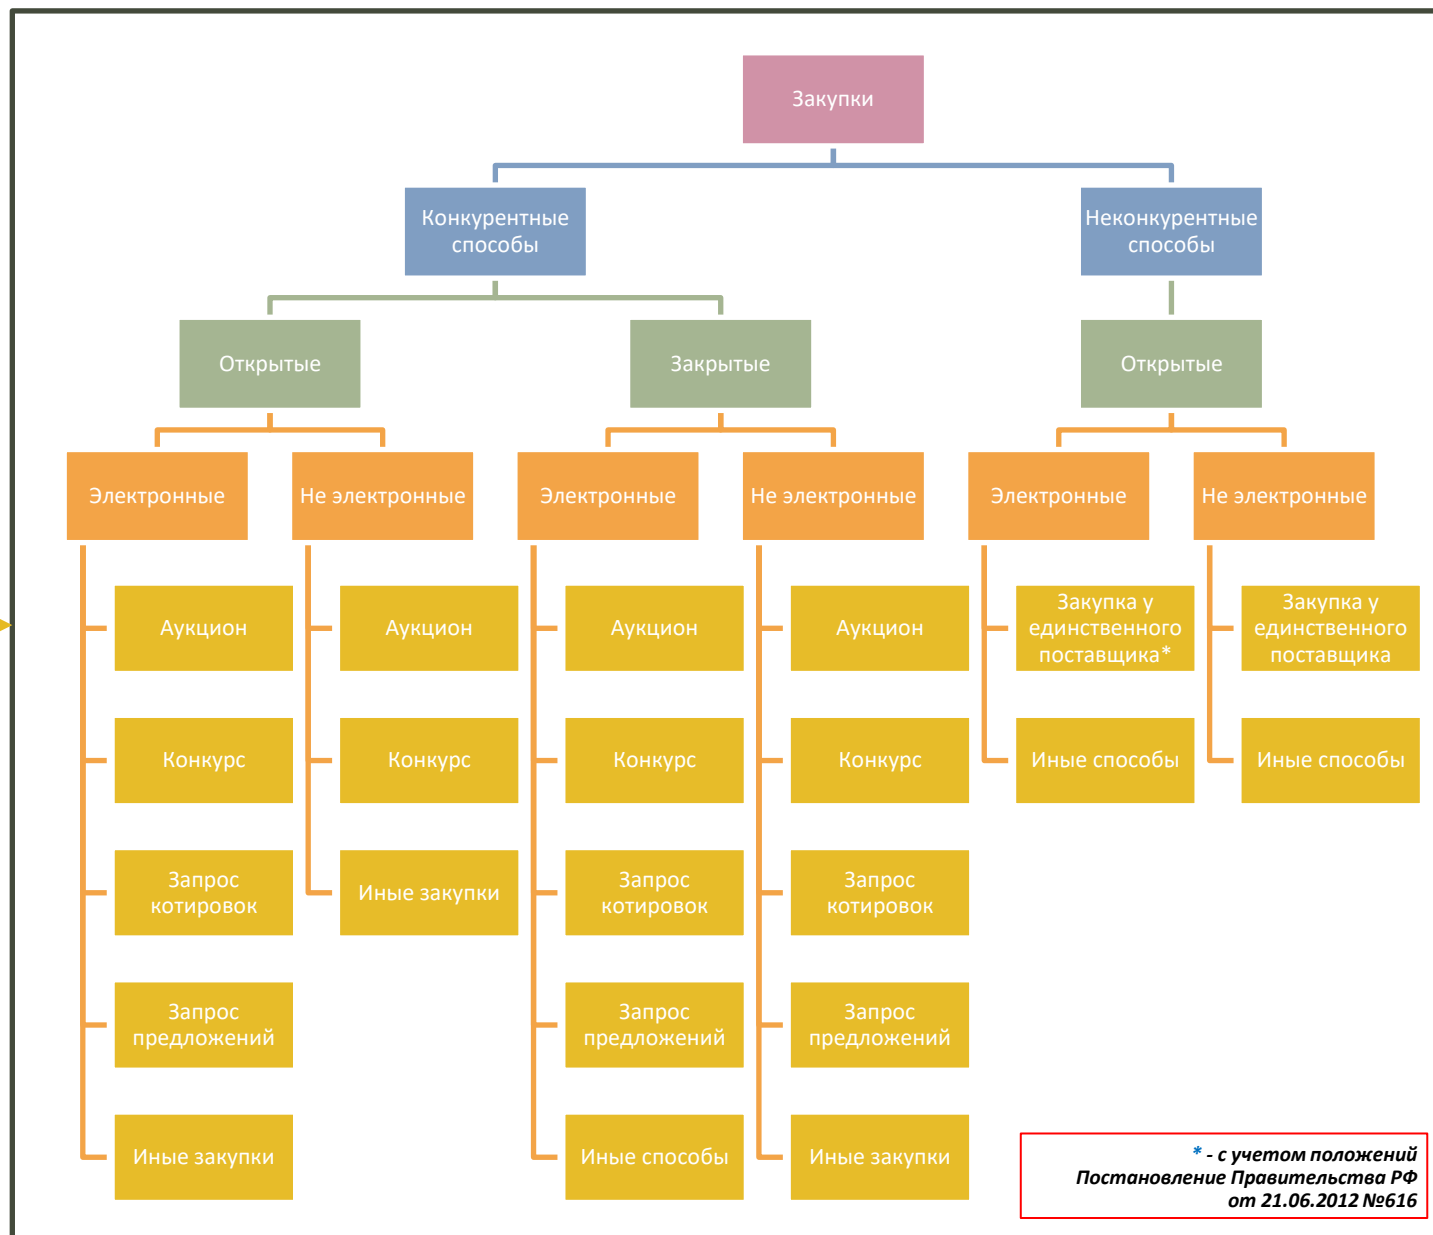 Закупки
Конкурентные
способы
Неконкурентные
способы
Открытые
Закрытые
Открытые
Электронные
Не электронные
Электронные
Не электронные
Электронные
Не электронные
Аукцион
Аукцион
Аукцион
Аукцион
Закупка у
единственного
поставщика*
Закупка у
единственного
поставщика
Конкурс
Конкурс
Конкурс
Конкурс
Иные способы
Иные способы
Запрос
котировок
Иные закупки
Запрос
котировок
Запрос
котировок
Запрос
предложений
Запрос
предложений
Запрос
предложений
Иные закупки
Иные способы
Иные закупки
* - с учетом положений
Постановление Правительства РФ
от 21.06.2012 №616